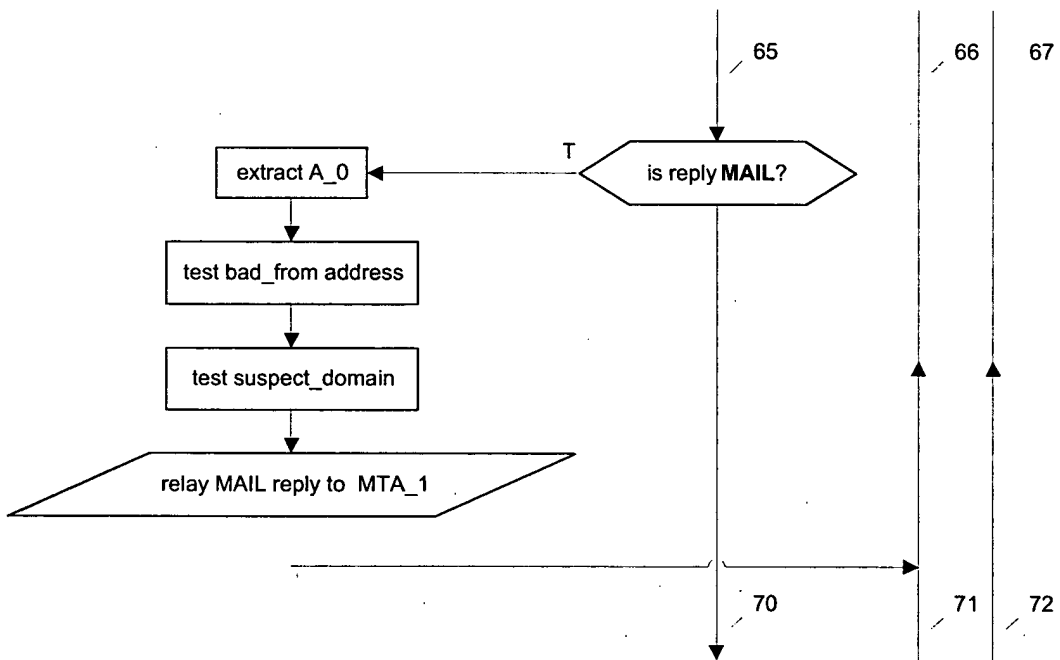 65
66
67
T
is reply MAIL?
extract A_0
test bad_from address
test suspect_domain
relay MAIL reply to MTA_1
70
71
72